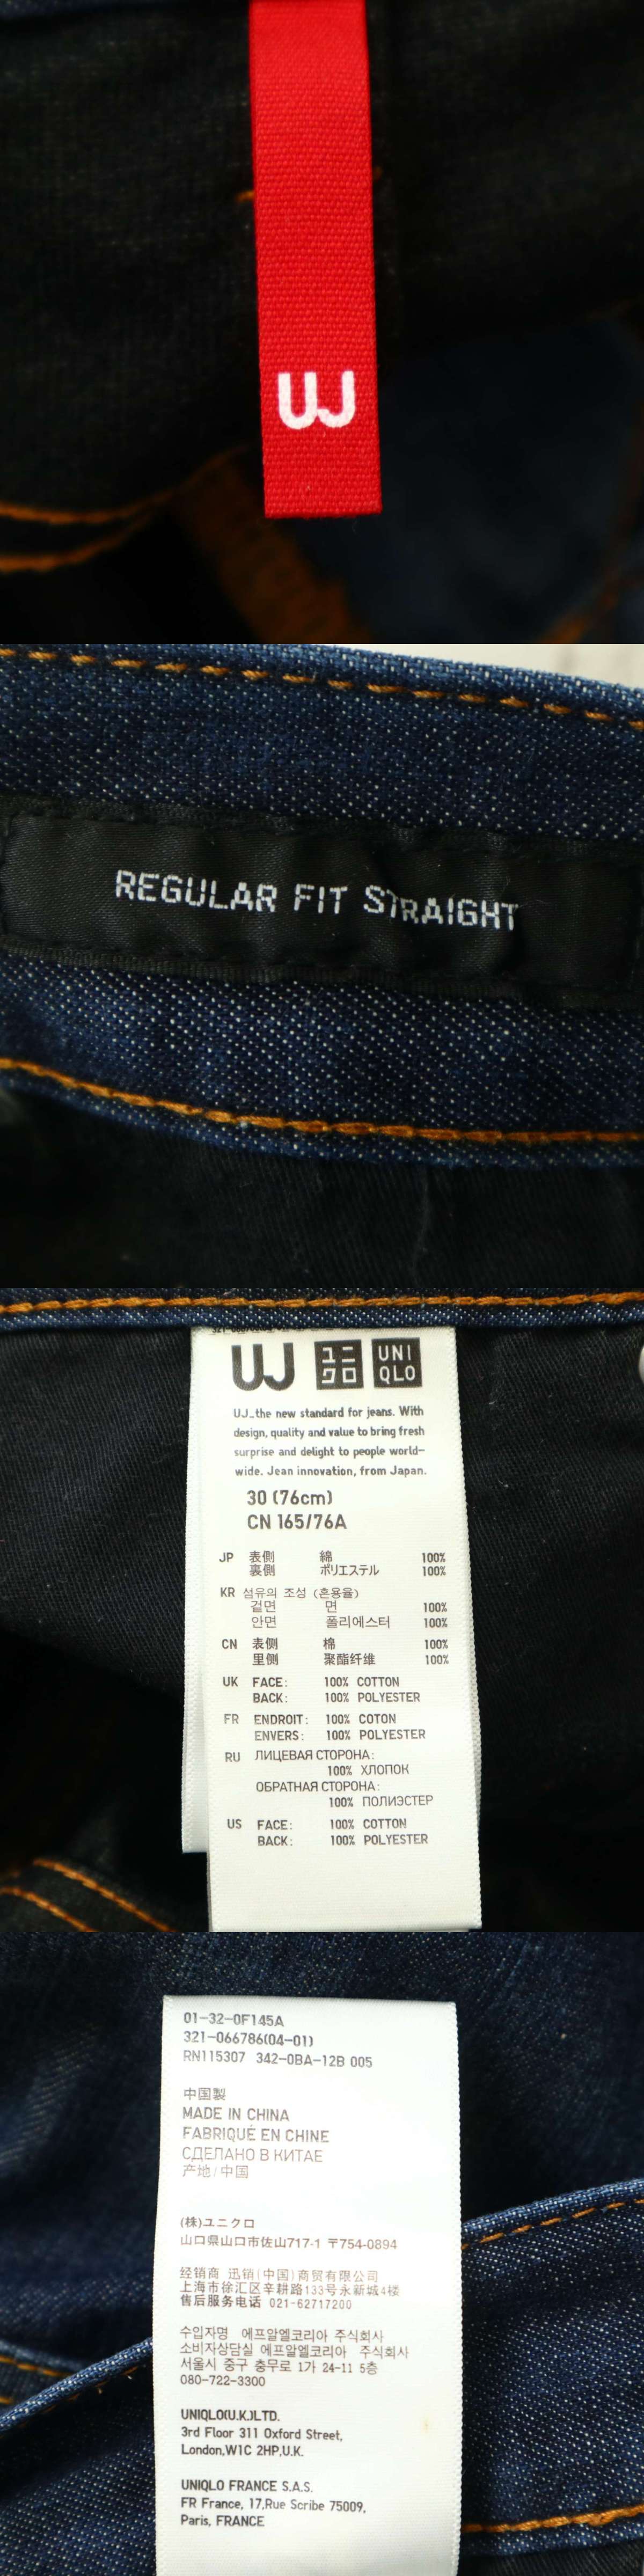 UJ
REGULAR FIT STRAIGHT
UJ ユニクロ UNIQLO
UJ_the new standard for jeans. With
design, quality and value to bring fresh
surprise and delight to people world-
wide. Jean innovation, from Japan.
30 (76cm)
CN 165/76A
JP 表側 綿 100%
裏側 ポリエステル 100%
KR 섬유의 조성 (혼용율)
겉면 면 100%
안면 폴리에스터 100%
CN 表侧 棉 100%
里侧 聚酯纤维 100%
UK FACE: 100% COTTON
BACK: 100% POLYESTER
FR ENDROIT: 100% COTON
ENVERS: 100% POLYESTER
RU ЛИЦЕВАЯ СТОРОНА:
100% ХЛОПОК
ОБРАТНАЯ СТОРОНА:
100% ПОЛИЭСТЕР
US FACE: 100% COTTON
BACK: 100% POLYESTER
01-32-0F145A
321-066786(04-01)
RN115307 342-0BA-12B 005
中国製
MADE IN CHINA
FABRIQUÉ EN CHINE
СДЕЛАНО В КИТАЕ
产地/中国
(株)ユニクロ
山口県山口市佐山717-1 〒754-0894
经销商 迅销(中国)商贸有限公司
上海市徐汇区辛耕路133号永新城4楼
售后服务电话 021-62717200
수입자명 에프알엘코리아 주식회사
소비자상담실 에프알엘코리아 주식회사
서울시 중구 충무로 1가 24-11 5층
080-722-3300
UNIQLO(U.K.)LTD.
3rd Floor 311 Oxford Street,
London,W1C 2HP,U.K.
UNIQLO FRANCE S.A.S.
FR France, 17,Rue Scribe 75009,
Paris, FRANCE